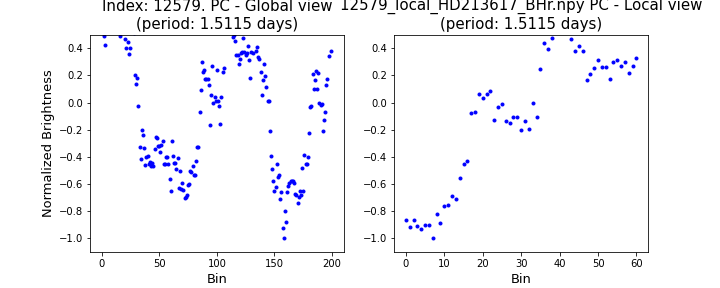 Index: 12579. PC - Global view
(period: 1.5115 days)
12579_local_HD213617_BHr.npy PC - Local view
(period: 1.5115 days)
Normalized Brightness
0.4
0.2
0.0
−0.2
−0.4
−0.6
−0.8
−1.0
0 50 100 150 200
Bin
0.4
0.2
0.0
−0.2
−0.4
−0.6
−0.8
−1.0
0 10 20 30 40 50 60
Bin